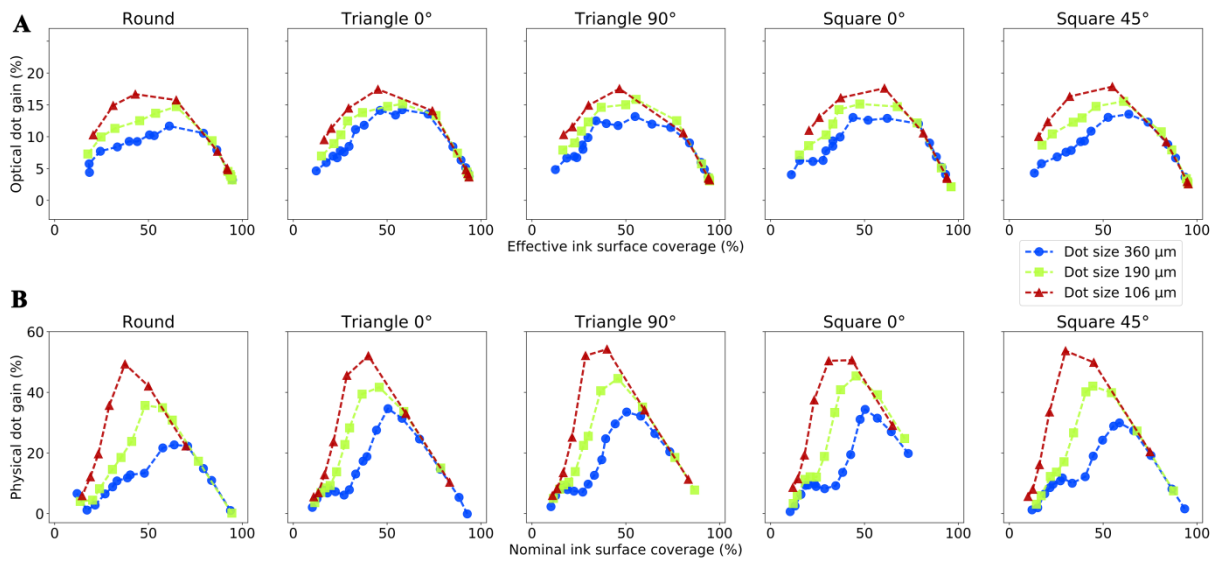 A
Round
Triangle 0°
Triangle 90°
Square 0°
Square 45°
Optical dot gain (%)
20
15
10
5
0
0 50 100
0 50 100
0 50 100
0 50 100
0 50 100
Effective ink surface coverage (%)
Dot size 360 µm
Dot size 190 µm
Dot size 106 µm
B
Round
Triangle 0°
Triangle 90°
Square 0°
Square 45°
Physical dot gain (%)
60
40
20
0
0 50 100
0 50 100
0 50 100
0 50 100
0 50 100
Nominal ink surface coverage (%)